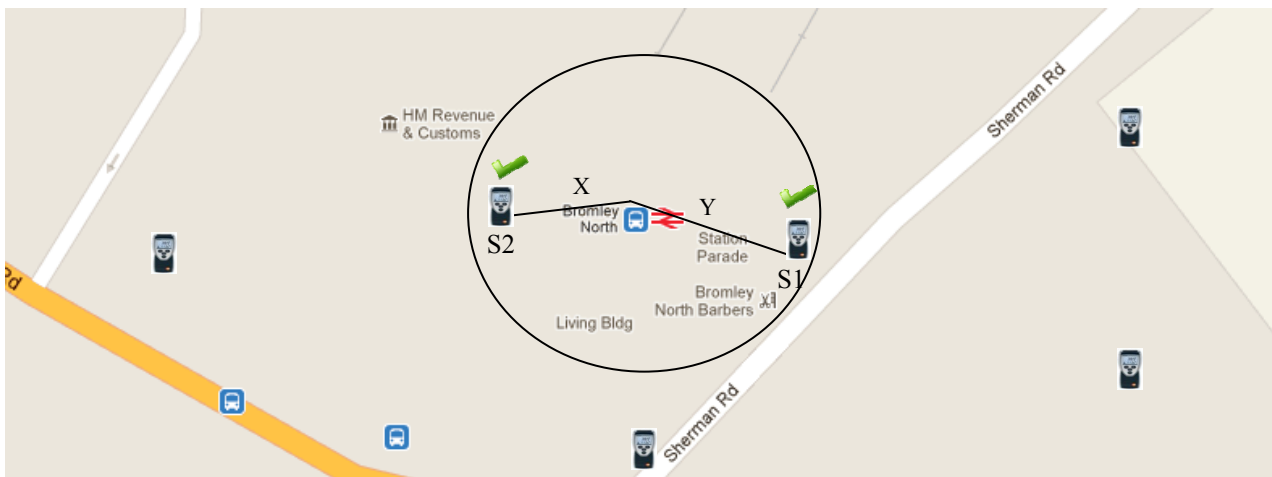 Sherman Rd
HM Revenue
& Customs
X
Bromley
North
Y
S2
Station
Parade
S1
Rd
Bromley
North Barbers
Living Bldg
Sherman Rd